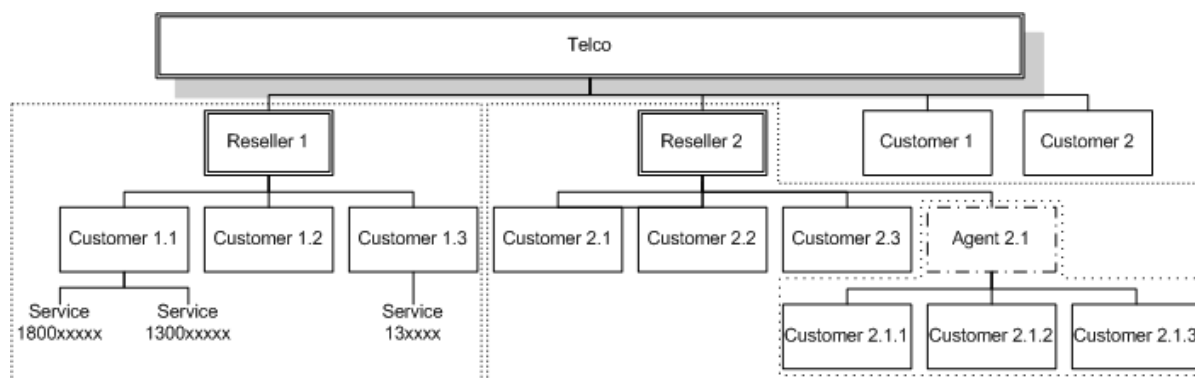 Telco
Reseller 1
Reseller 2
Customer 1
Customer 2
Customer 1.1
Customer 1.2
Customer 1.3
Customer 2.1
Customer 2.2
Customer 2.3
Agent 2.1
Service
1800xxxxx
Service
1300xxxxx
Service
13xxxx
Customer 2.1.1
Customer 2.1.2
Customer 2.1.3